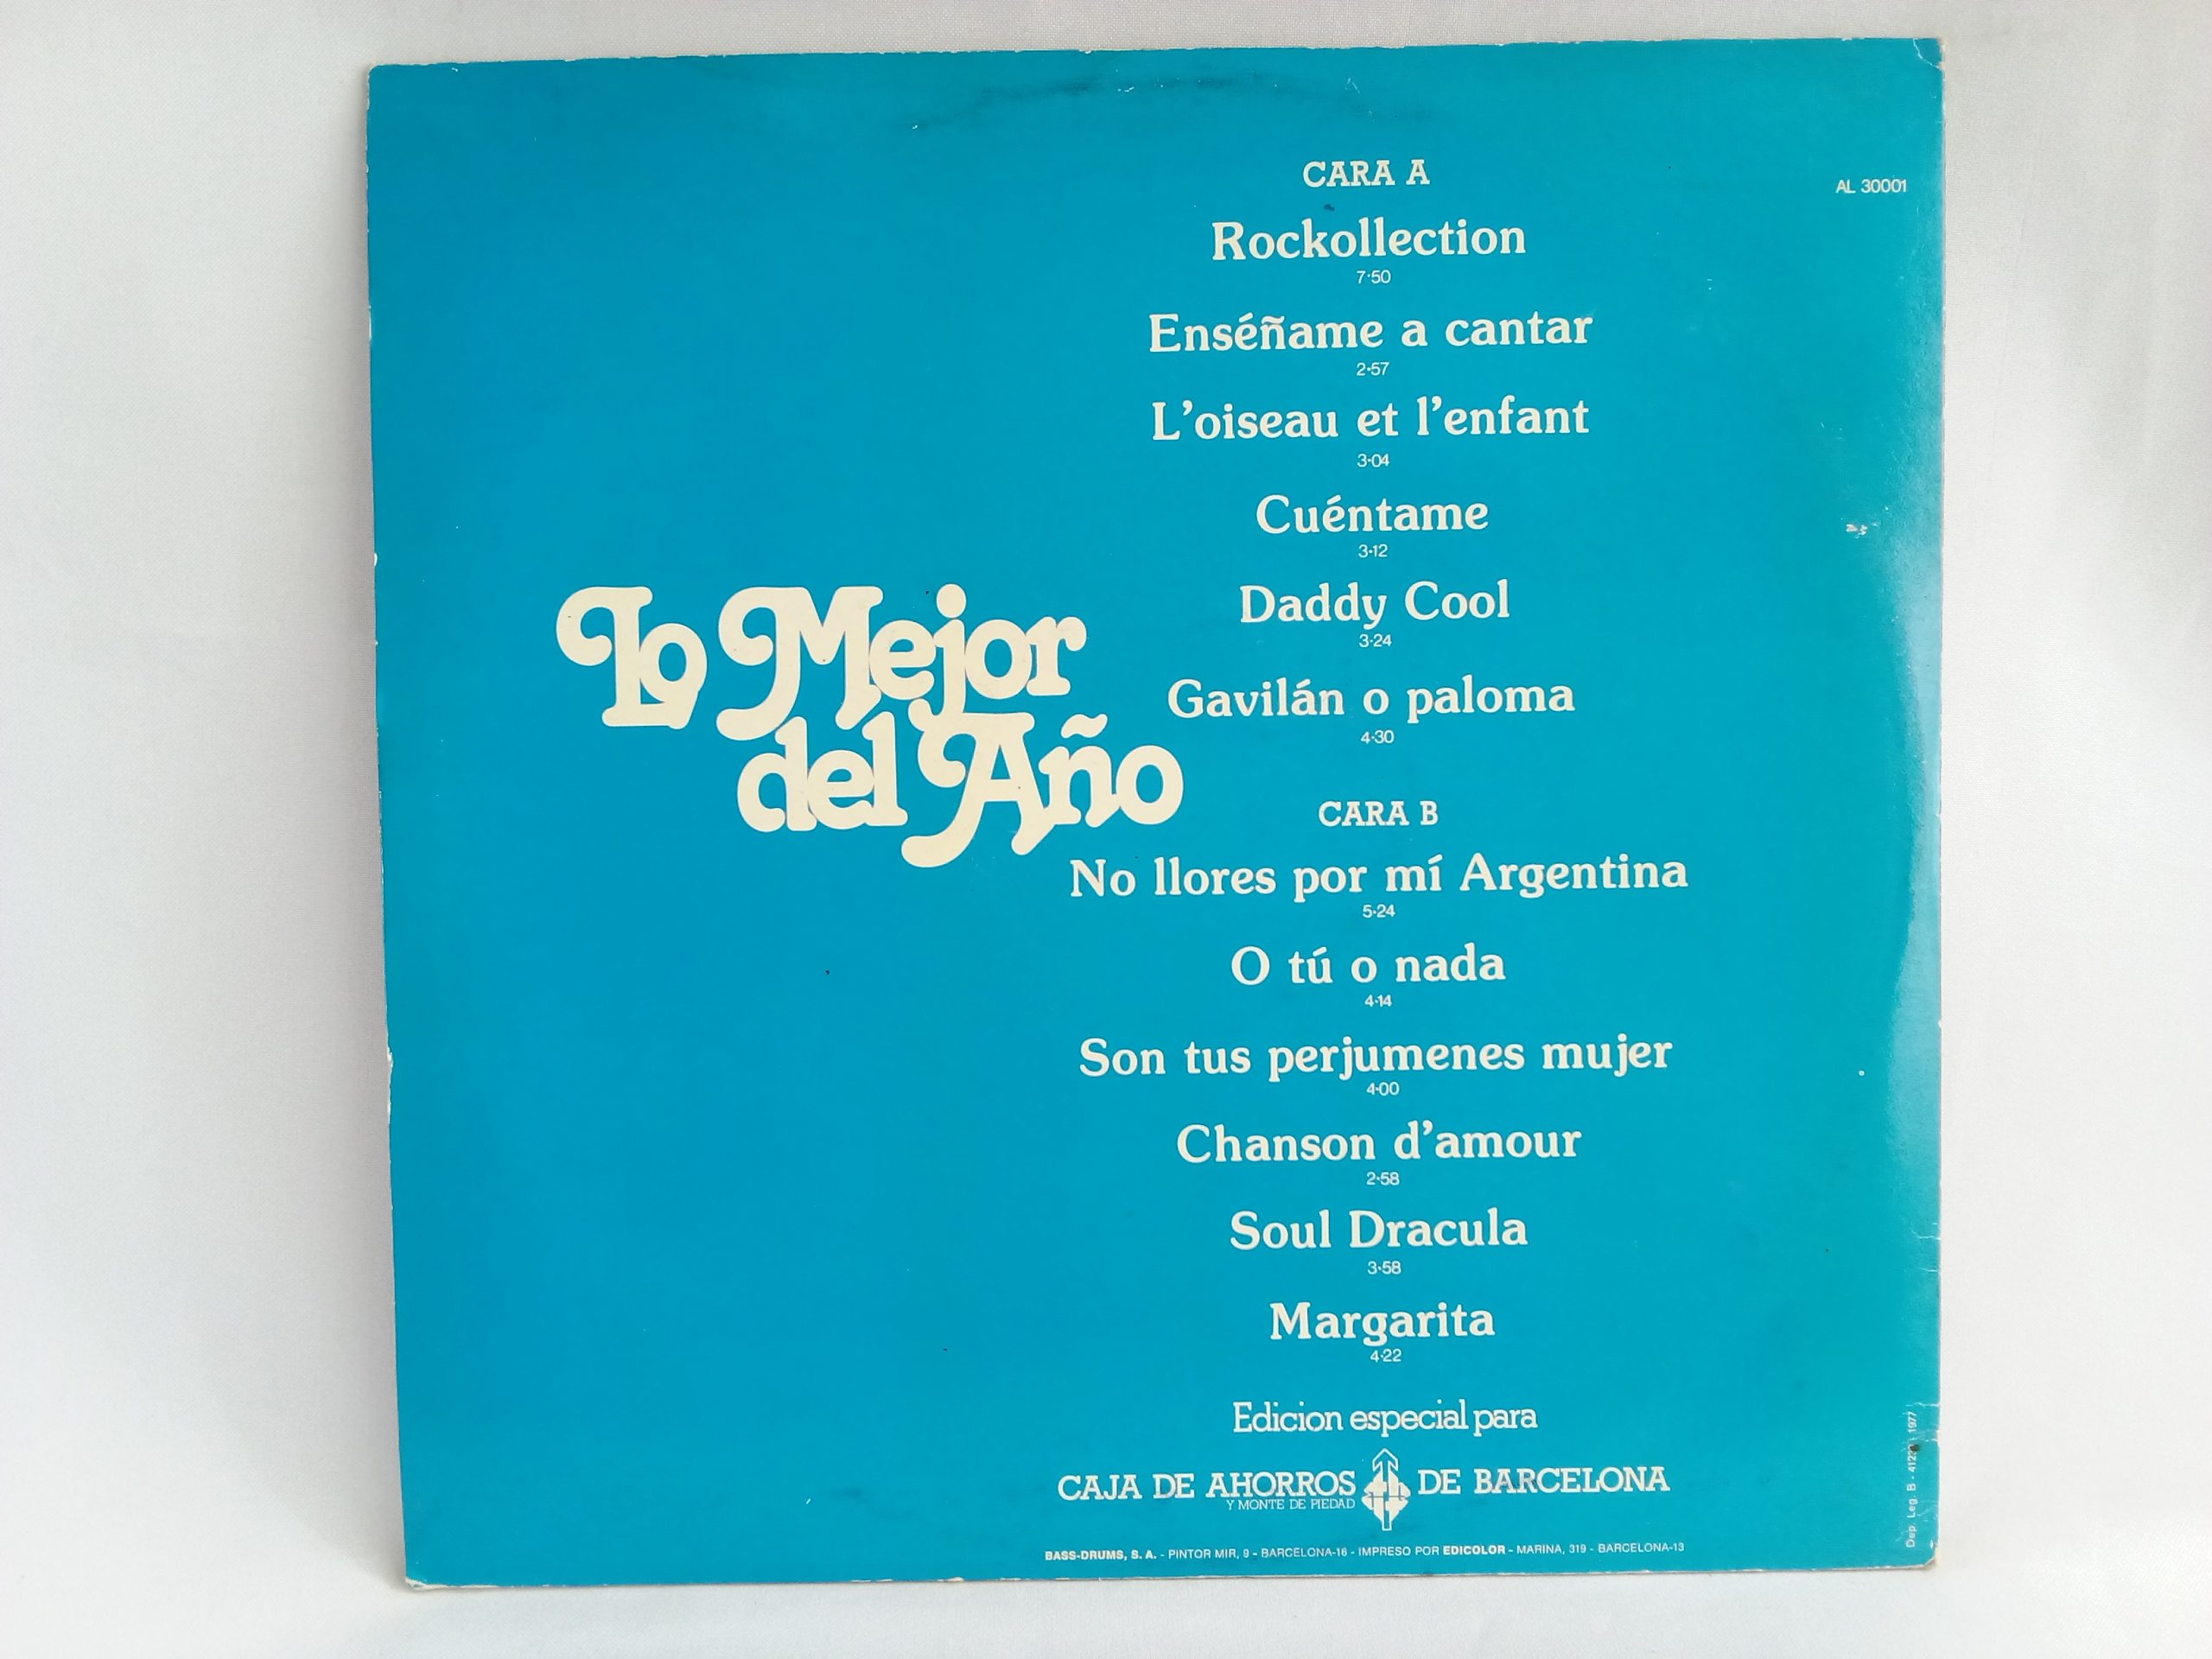 CARA A
AL 30001
Rockollection
7·50
Enséñame a cantar
2·57
L'oiseau et l'enfant
3·04
Cuéntame
3·12
Daddy Cool
3·24
Gavilán o paloma
4·30
Lo Mejor
del Año
CARA B
No llores por mí Argentina
5·24
O tú o nada
4·14
Son tus perjumenes mujer
4·00
Chanson d'amour
2·58
Soul Dracula
3·58
Margarita
4·22
Edicion especial para
CAJA DE AHORROS DE BARCELONA
Y MONTE DE PIEDAD
BASS-DRUMS, S. A. - PINTOR MIR, 9 - BARCELONA-16 - IMPRESO POR EDICOLOR - MARINA, 319 - BARCELONA-13
Dep. Leg. B - 1977